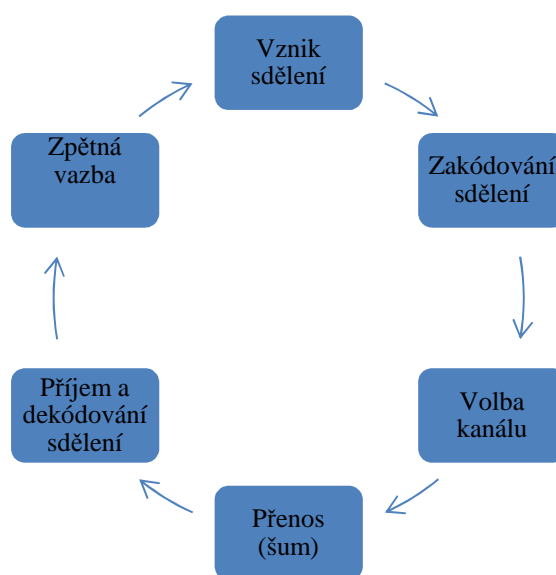 Vznik
sdělení
Zakódování
sdělení
Volba
kanálu
Přenos
(šum)
Příjem a
dekódování
sdělení
Zpětná
vazba